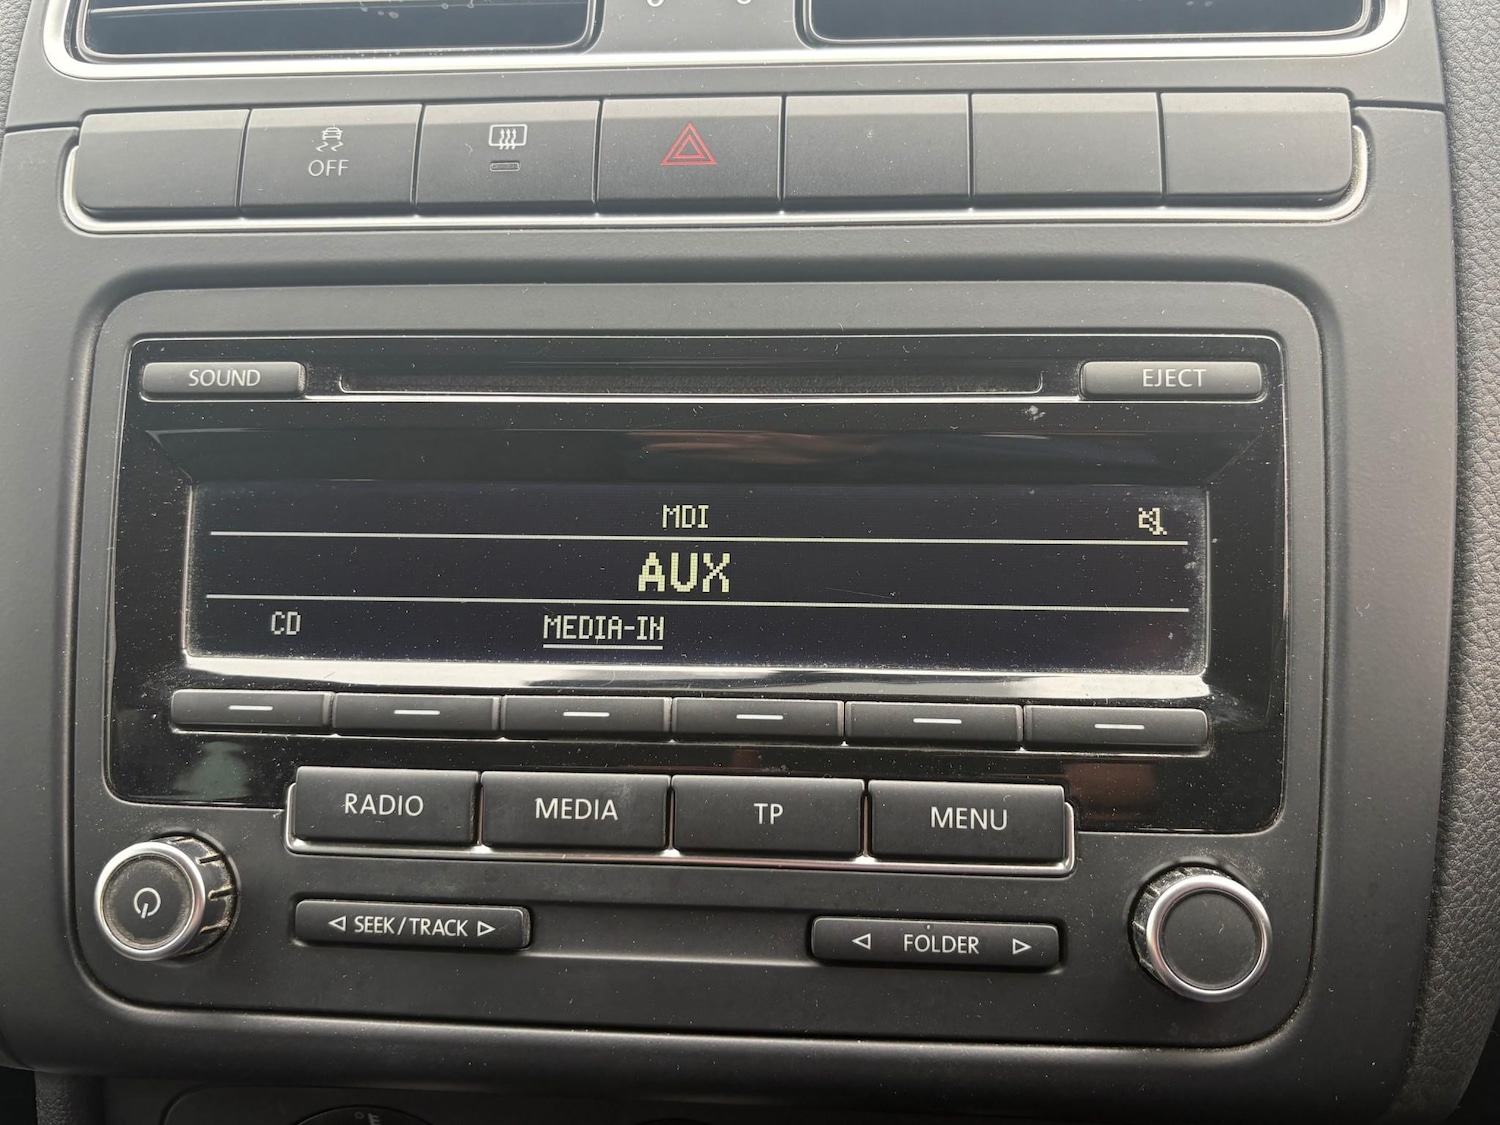 OFF
SOUND
EJECT
MDI
AUX
CD MEDIA-IN
RADIO MEDIA TP MENU
SEEK/TRACK FOLDER